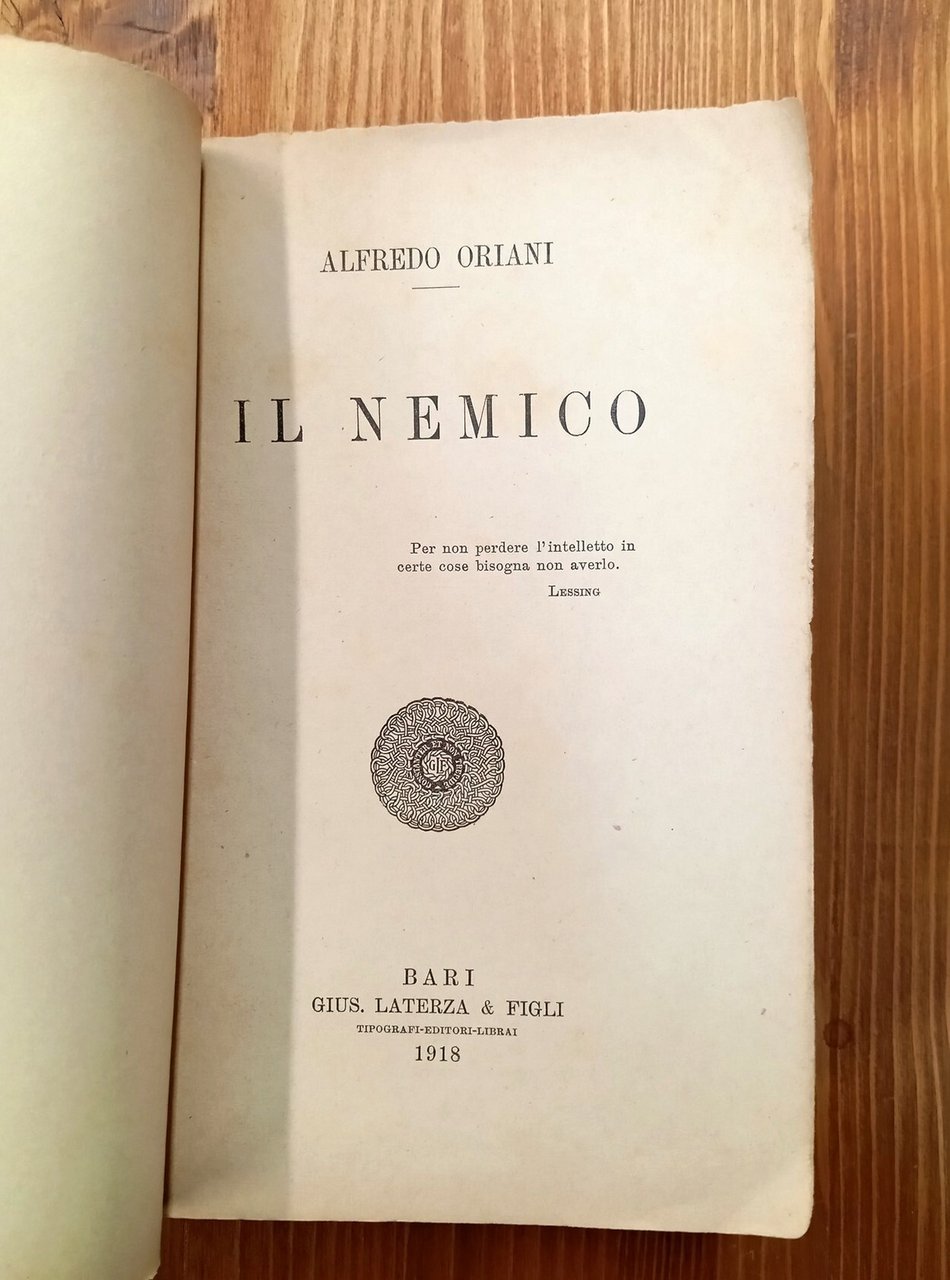 ALFREDO ORIANI
IL NEMICO
Per non perdere l'intelletto in
certe cose bisogna non averlo.
LESSING
BARI
GIUS. LATERZA & FIGLI
TIPOGRAFI-EDITORI-LIBRAI
1918